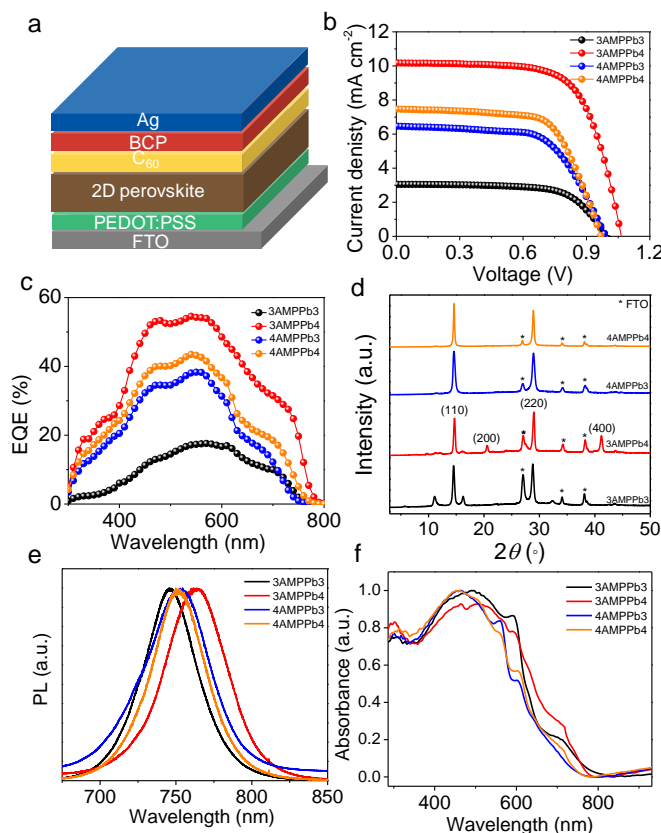 a
Ag
BCP
C₆₀
2D perovskite
PEDOT:PSS
FTO
b
Current denisty (mA cm⁻²)
12
10
8
6
4
2
0
0.0 0.3 0.6 0.9 1.2
Voltage (V)
3AMPPb3
3AMPPb4
4AMPPb3
4AMPPb4
c
EQE (%)
60
40
20
0
400 500 600 700 800
Wavelength (nm)
3AMPPb3
3AMPPb4
4AMPPb3
4AMPPb4
d
Intensity (a.u.)
* FTO
4AMPPb4
* * *
4AMPPb3
* * *
(110) (200) (220) (400)
3AMPPb4
* * *
3AMPPb3
* * *
10 20 30 40 50
2θ (◦)
e
PL (a.u.)
3AMPPb3
3AMPPb4
4AMPPb3
4AMPPb4
700 750 800 850
Wavelength (nm)
f
Absorbance (a.u.)
1.0
0.8
0.6
0.4
0.2
0.0
3AMPPb3
3AMPPb4
4AMPPb3
4AMPPb4
400 500 600 700 800 900
Wavelength (nm)